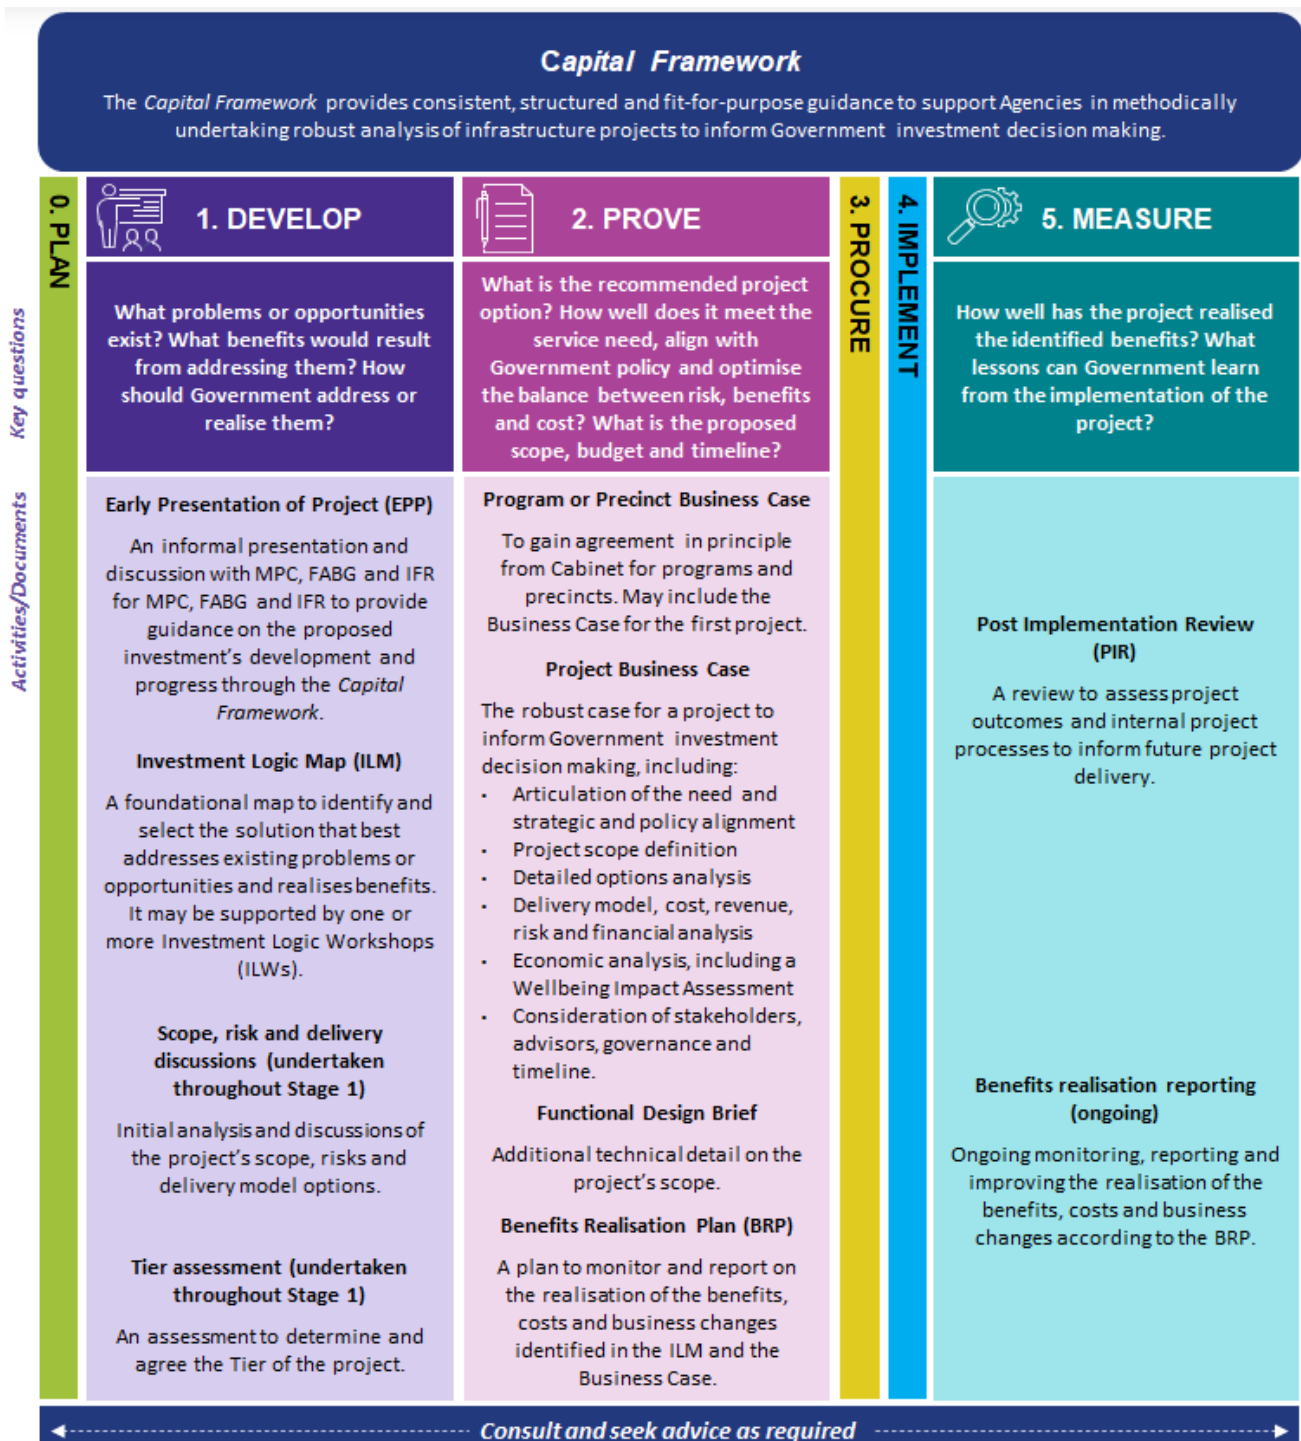 Capital Framework
The Capital Framework provides consistent, structured and fit-for-purpose guidance to support Agencies in methodically
undertaking robust analysis of infrastructure projects to inform Government investment decision making.
0. PLAN
1. DEVELOP
2. PROVE
3. PROCURE
4. IMPLEMENT
5. MEASURE
Key questions
What problems or opportunities
exist? What benefits would result
from addressing them? How
should Government address or
realise them?
What is the recommended project
option? How well does it meet the
service need, align with
Government policy and optimise
the balance between risk, benefits
and cost? What is the proposed
scope, budget and timeline?
How well has the project realised
the identified benefits? What
lessons can Government learn
from the implementation of the
project?
Activities/Documents
Early Presentation of Project (EPP)
An informal presentation and
discussion with MPC, FABG and IFR
for MPC, FABG and IFR to provide
guidance on the proposed
investment's development and
progress through the Capital
Framework.
Investment Logic Map (ILM)
A foundational map to identify and
select the solution that best
addresses existing problems or
opportunities and realises benefits.
It may be supported by one or
more Investment Logic Workshops
(ILWs).
Scope, risk and delivery
discussions (undertaken
throughout Stage 1)
Initial analysis and discussions of
the project's scope, risks and
delivery model options.
Tier assessment (undertaken
throughout Stage 1)
An assessment to determine and
agree the Tier of the project.
Program or Precinct Business Case
To gain agreement in principle
from Cabinet for programs and
precincts. May include the
Business Case for the first project.
Project Business Case
The robust case for a project to
inform Government investment
decision making, including:
• Articulation of the need and
strategic and policy alignment
• Project scope definition
• Detailed options analysis
• Delivery model, cost, revenue,
risk and financial analysis
• Economic analysis, including a
Wellbeing Impact Assessment
• Consideration of stakeholders,
advisors, governance and
timeline.
Functional Design Brief
Additional technical detail on the
project's scope.
Benefits Realisation Plan (BRP)
A plan to monitor and report on
the realisation of the benefits,
costs and business changes
identified in the ILM and the
Business Case.
Post Implementation Review
(PIR)
A review to assess project
outcomes and internal project
processes to inform future project
delivery.
Benefits realisation reporting
(ongoing)
Ongoing monitoring, reporting and
improving the realisation of the
benefits, costs and business
changes according to the BRP.
Consult and seek advice as required